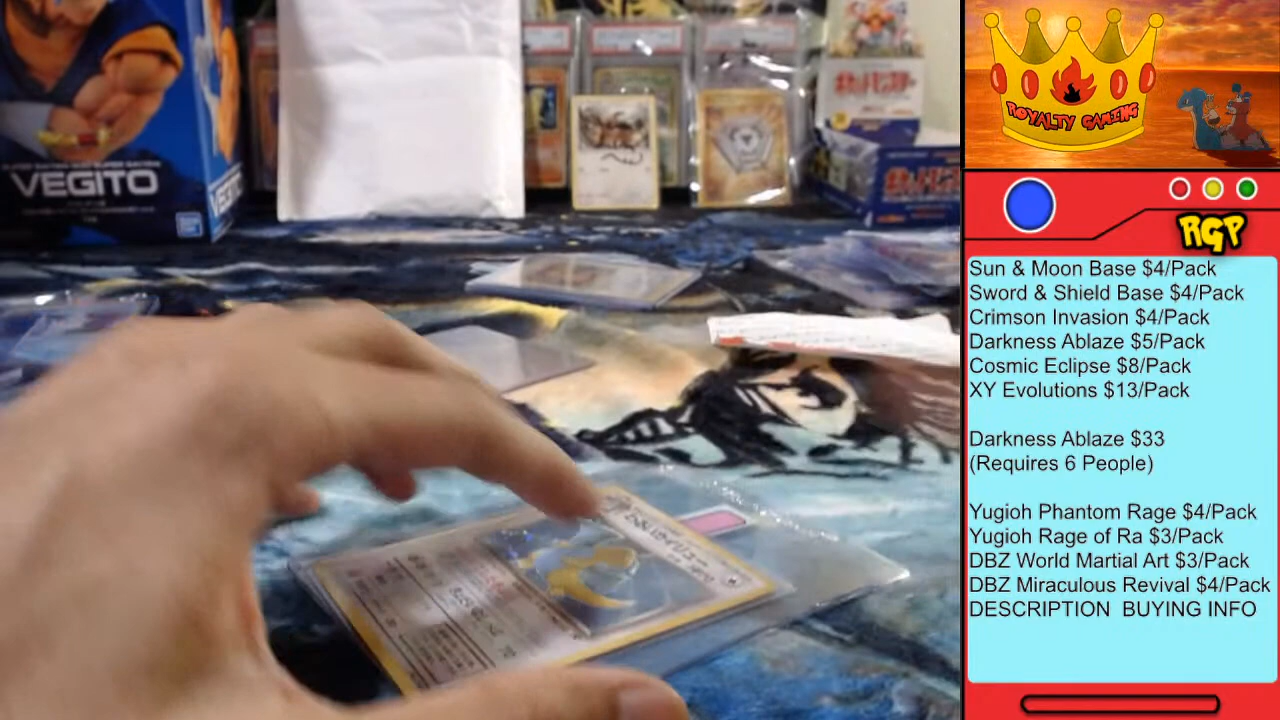 VEGITO
ROYALTY GAMING
RGP
Sun & Moon Base $4/Pack
Sword & Shield Base $4/Pack
Crimson Invasion $4/Pack
Darkness Ablaze $5/Pack
Cosmic Eclipse $8/Pack
XY Evolutions $13/Pack
Darkness Ablaze $33
(Requires 6 People)
Yugioh Phantom Rage $4/Pack
Yugioh Rage of Ra $3/Pack
DBZ World Martial Art $3/Pack
DBZ Miraculous Revival $4/Pack
DESCRIPTION BUYING INFO